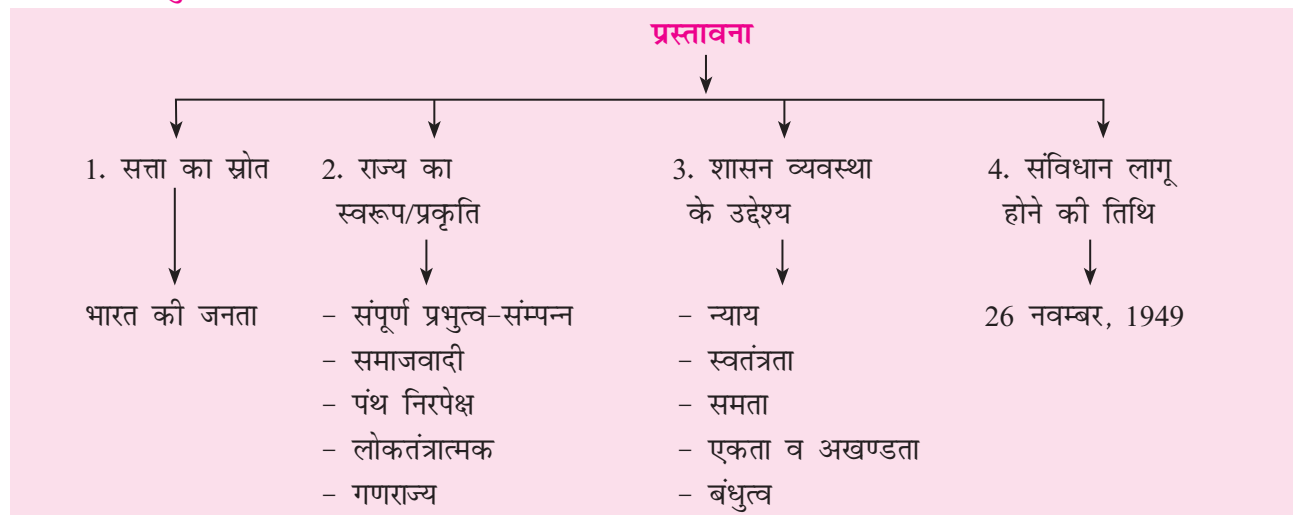 प्रस्तावना
1. सत्ता का स्रोत
भारत की जनता
2. राज्य का
स्वरूप/प्रकृति
– संपूर्ण प्रभुत्व-संम्पन्न
– समाजवादी
– पंथ निरपेक्ष
– लोकतंत्रात्मक
– गणराज्य
3. शासन व्यवस्था
के उद्देश्य
– न्याय
– स्वतंत्रता
– समता
– एकता व अखण्डता
– बंधुत्व
4. संविधान लागू
होने की तिथि
26 नवम्बर, 1949